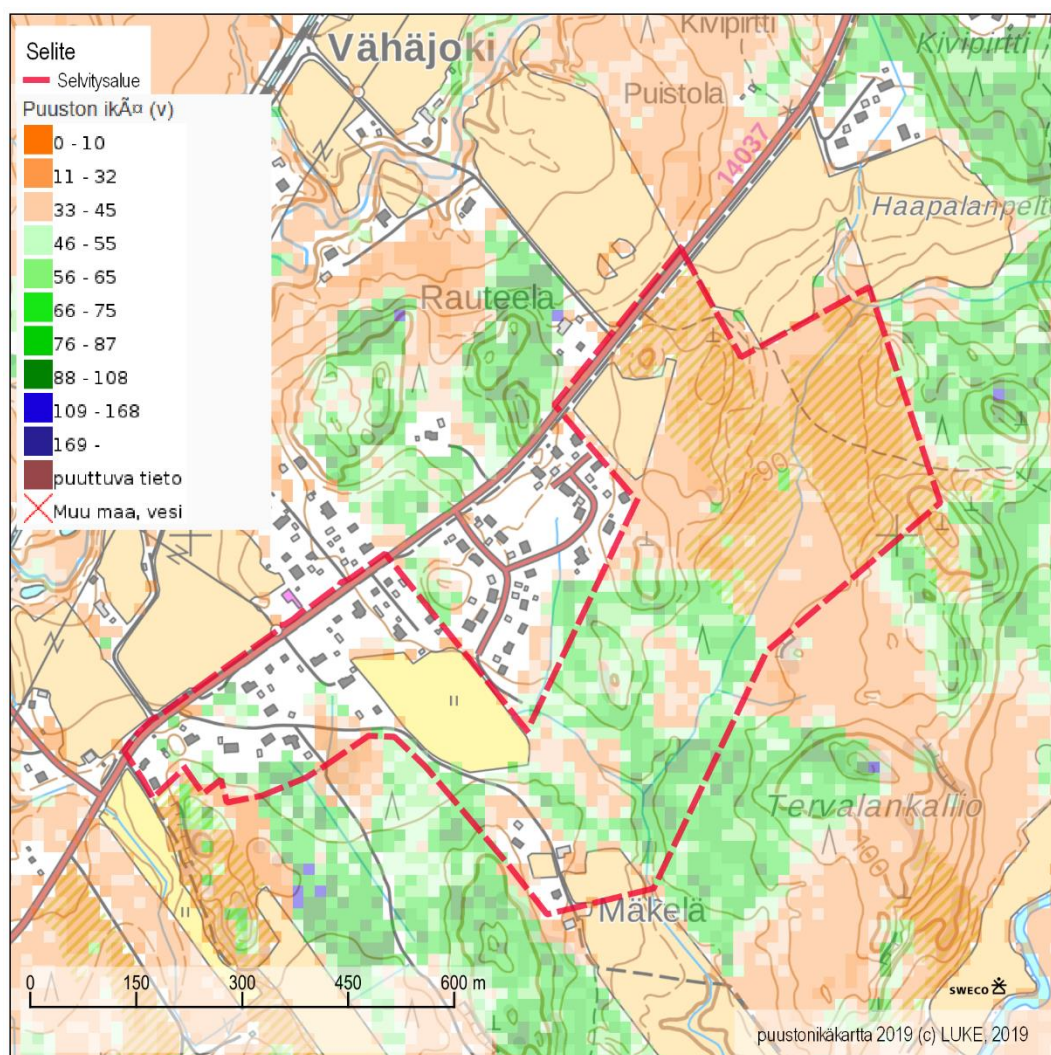 Selite
Selvitysalue
Puuston ikÃ¤ (v)
0 - 10
11 - 32
33 - 45
46 - 55
56 - 65
66 - 75
76 - 87
88 - 108
109 - 168
169 -
puuttuva tieto
Muu maa, vesi
Vähäjoki
Kivipirtti
Kivipirtti
Puistola
14037
Haapalanpelt
Rauteela
90
Tervalankallio
100
Mäkelä
0 150 300 450 600 m
SWECO
puustonikäkartta 2019 (c) LUKE, 2019